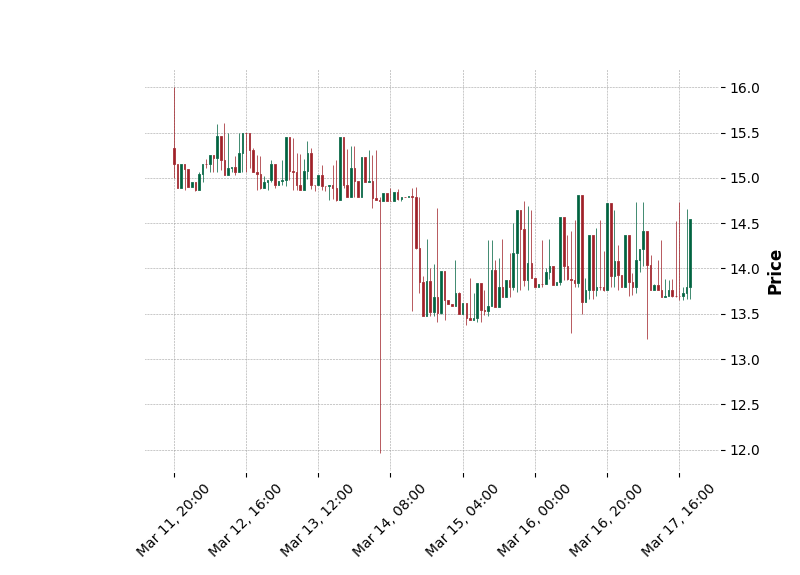 16.0
15.5
15.0
14.5
14.0
13.5
13.0
12.5
12.0
Price
Mar 11, 20:00
Mar 12, 16:00
Mar 13, 12:00
Mar 14, 08:00
Mar 15, 04:00
Mar 16, 00:00
Mar 16, 20:00
Mar 17, 16:00